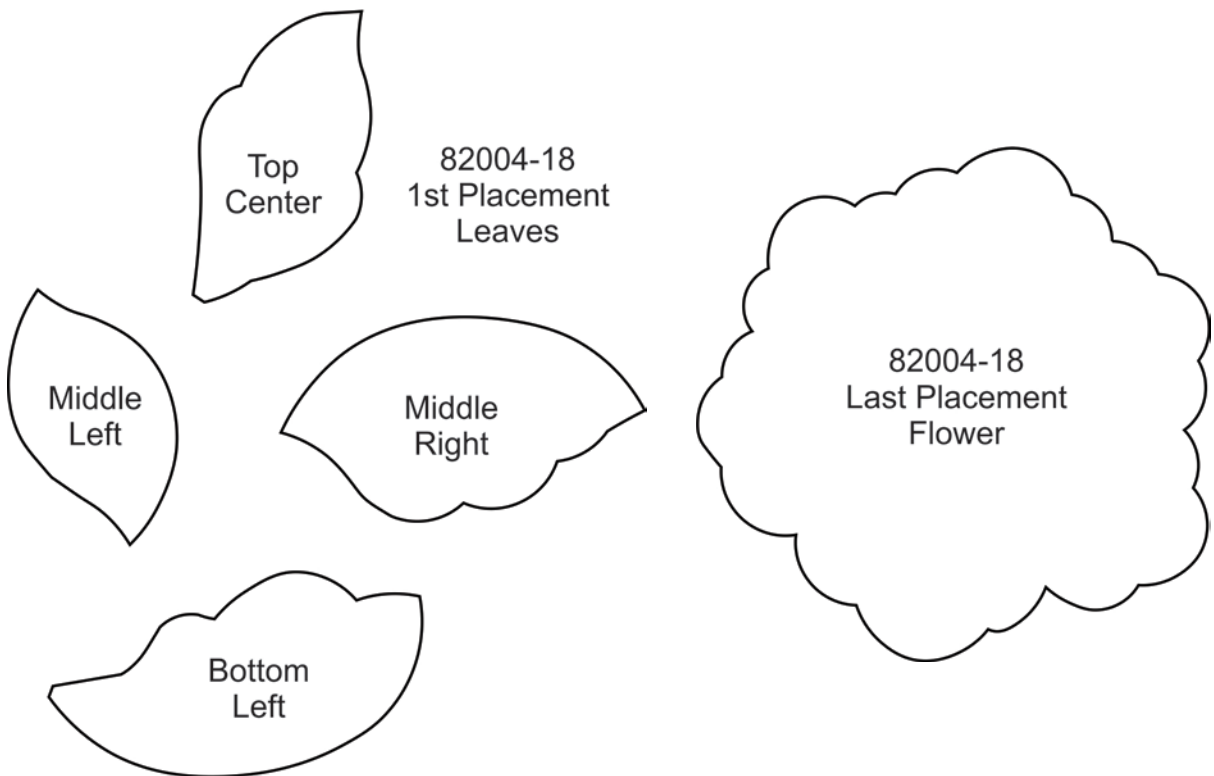 Top
Center
82004-18
1st Placement
Leaves
Middle
Left
Middle
Right
82004-18
Last Placement
Flower
Bottom
Left